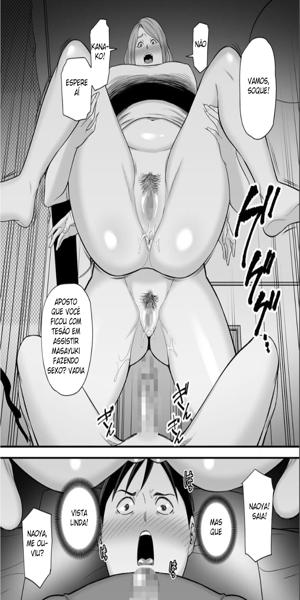 NÃO
KANA-
KO!
ESPERE
AÍ
VAMOS,
SOQUE!
APOSTO
QUE VOCÊ
FICOU COM
TESÃO EM
ASSISTIR
MASAYUKI
FAZENDO
SEXO? VADIA
NAOYA!
SAIA!
MAS
QUE
VISTA
LINDA!
NAOYA,
ME OU-
VIU?